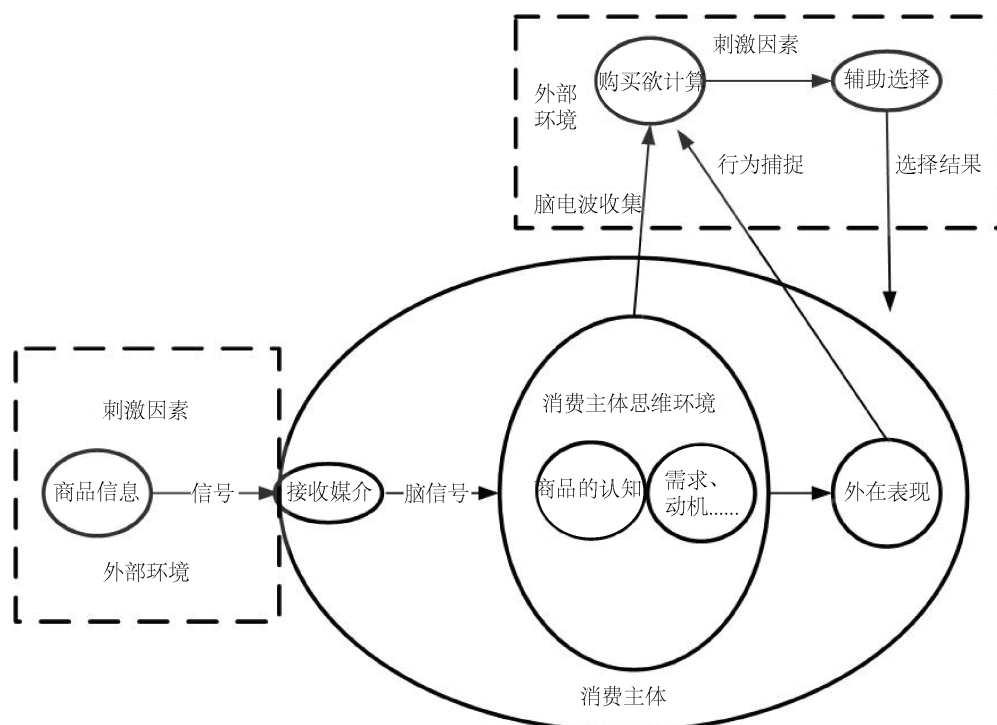 刺激因素
购买欲计算
辅助选择
外部
环境
行为捕捉
选择结果
脑电波收集
刺激因素
消费主体思维环境
商品信息
信号
接收媒介
脑信号
商品的认知
需求、
动机......
外在表现
外部环境
消费主体